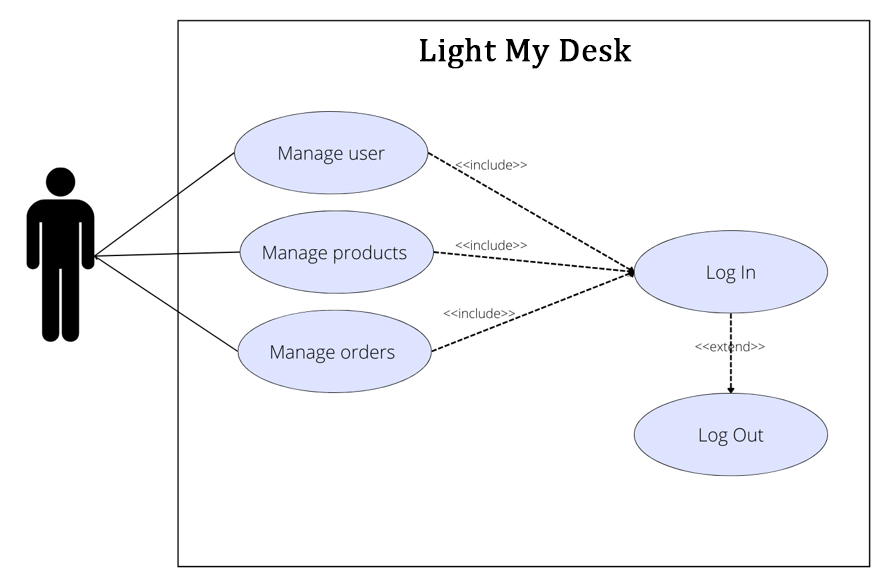 Light My Desk
Manage user
<<include>>
Manage products
<<include>>
Log In
<<include>>
Manage orders
<<extend>>
Log Out